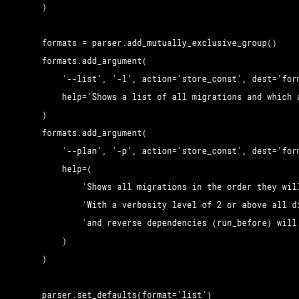 )
formats = parser.add_mutually_exclusive_group()
formats.add_argument(
'--list', '-l', action='store_const', dest='form
help='Shows a list of all migrations and which a
)
formats.add_argument(
'--plan', '-p', action='store_const', dest='form
help=(
'Shows all migrations in the order they will
'With a verbosity level of 2 or above all di
'and reverse dependencies (run_before) will
)
)
parser.set_defaults(format='list')